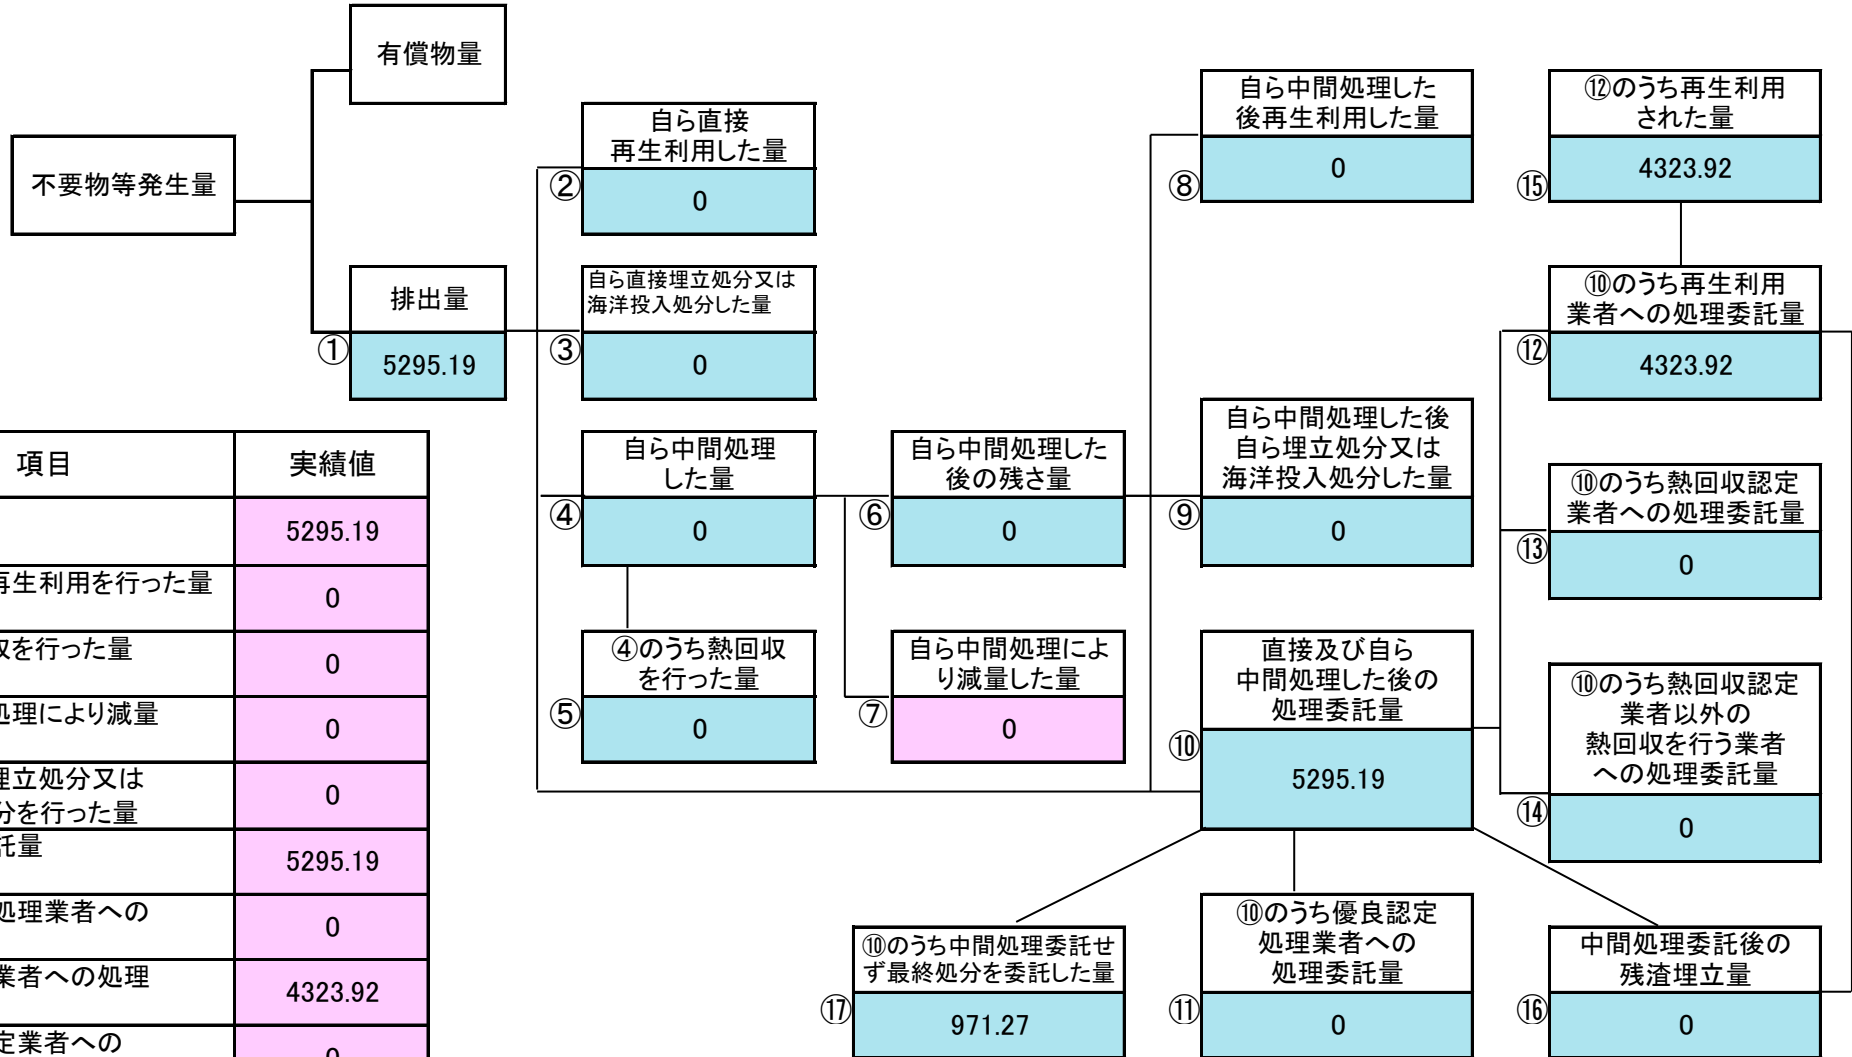 有償物量
不要物等発生量
排出量
①
5295.19
自ら直接
再生利用した量
②
0
自ら直接埋立処分又は
海洋投入処分した量
③
0
自ら中間処理
した量
④
0
④のうち熱回収
を行った量
⑤
0
自ら中間処理した
後の残さ量
⑥
0
自ら中間処理によ
り減量した量
⑦
0
自ら中間処理した
後再生利用した量
⑧
0
自ら中間処理した後
自ら埋立処分又は
海洋投入処分した量
⑨
0
直接及び自ら
中間処理した後の
処理委託量
⑩
5295.19
⑩のうち優良認定
処理業者への
処理委託量
⑪
0
⑫のうち再生利用
された量
⑮
4323.92
⑩のうち再生利用
業者への処理委託量
⑫
4323.92
⑩のうち熱回収認定
業者への処理委託量
⑬
0
⑩のうち熱回収認定
業者以外の
熱回収を行う業者
への処理委託量
⑭
0
中間処理委託後の
残渣埋立量
⑯
0
⑩のうち中間処理委託せ
ず最終処分を委託した量
⑰
971.27
項目 実績値
5295.19
再生利用を行った量 0
を行った量 0
処理により減量 0
埋立処分又は
分を行った量 0
託量 5295.19
処理業者への 0
業者への処理 4323.92
定業者への 0